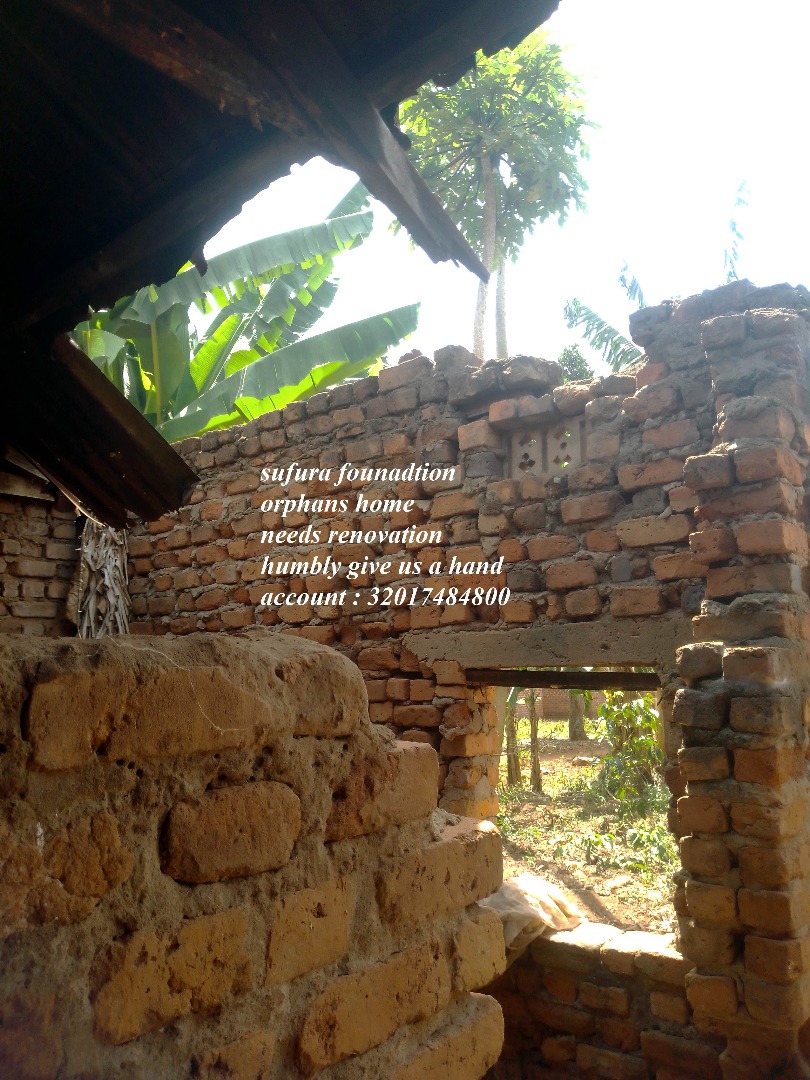 sufura founadtion
orphans home
needs renovation
humbly give us a hand
account : 32017484800